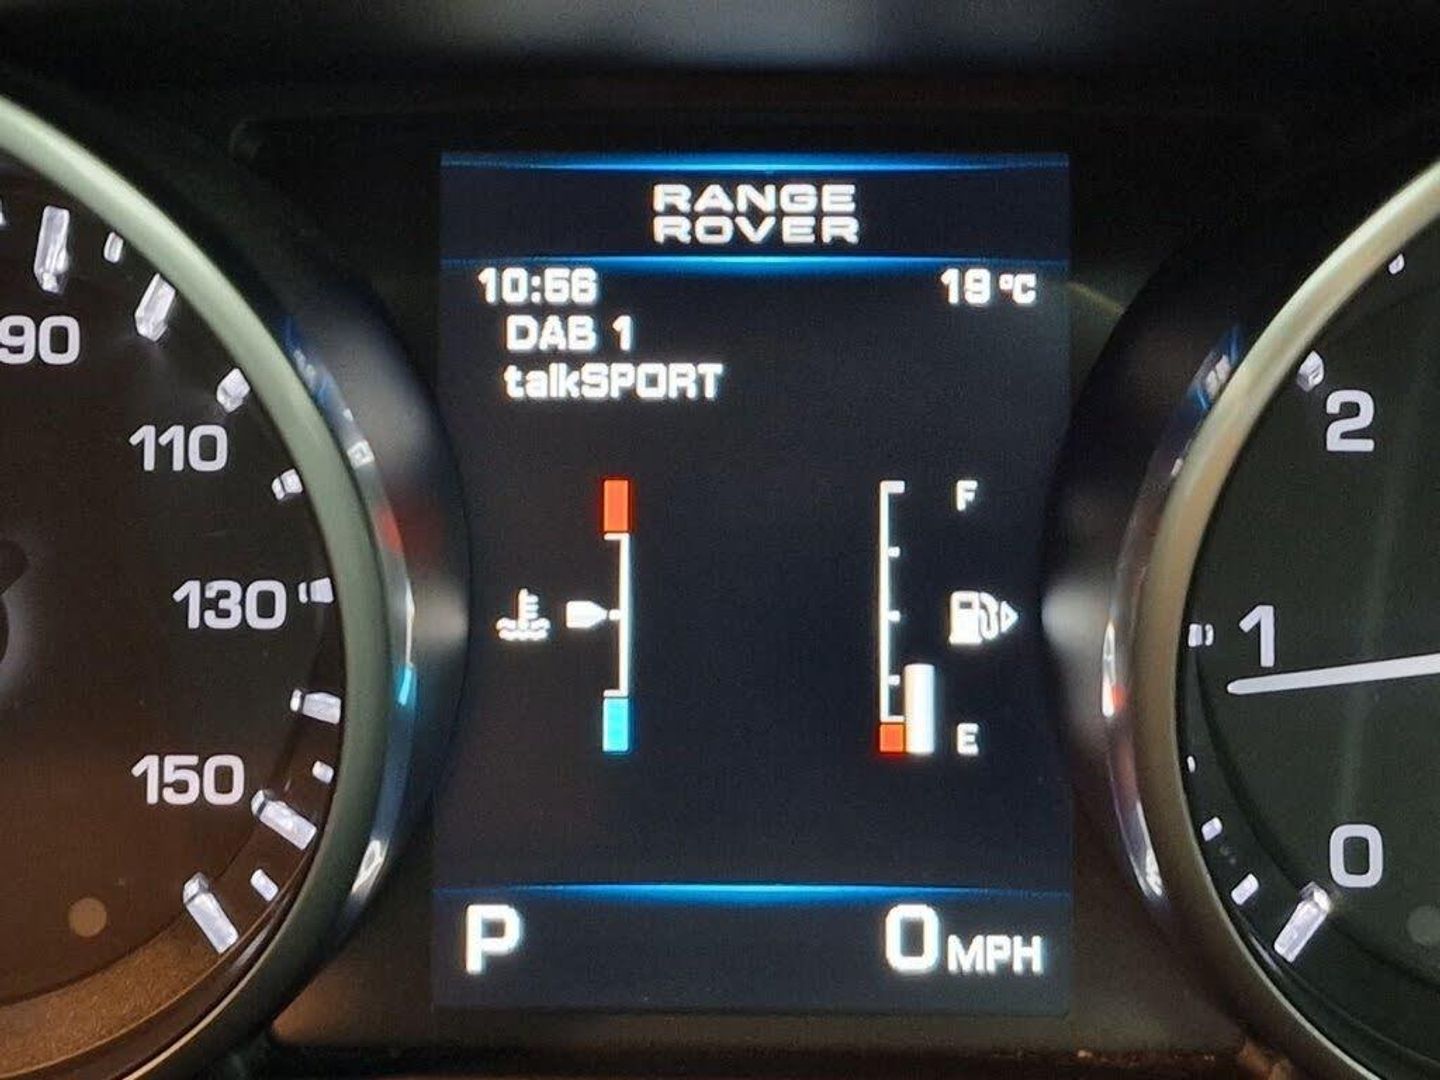 RANGE
ROVER
10:56
19 °C
DAB 1
talkSPORT
F
E
P
0 MPH
90
110
130
150
2
1
0